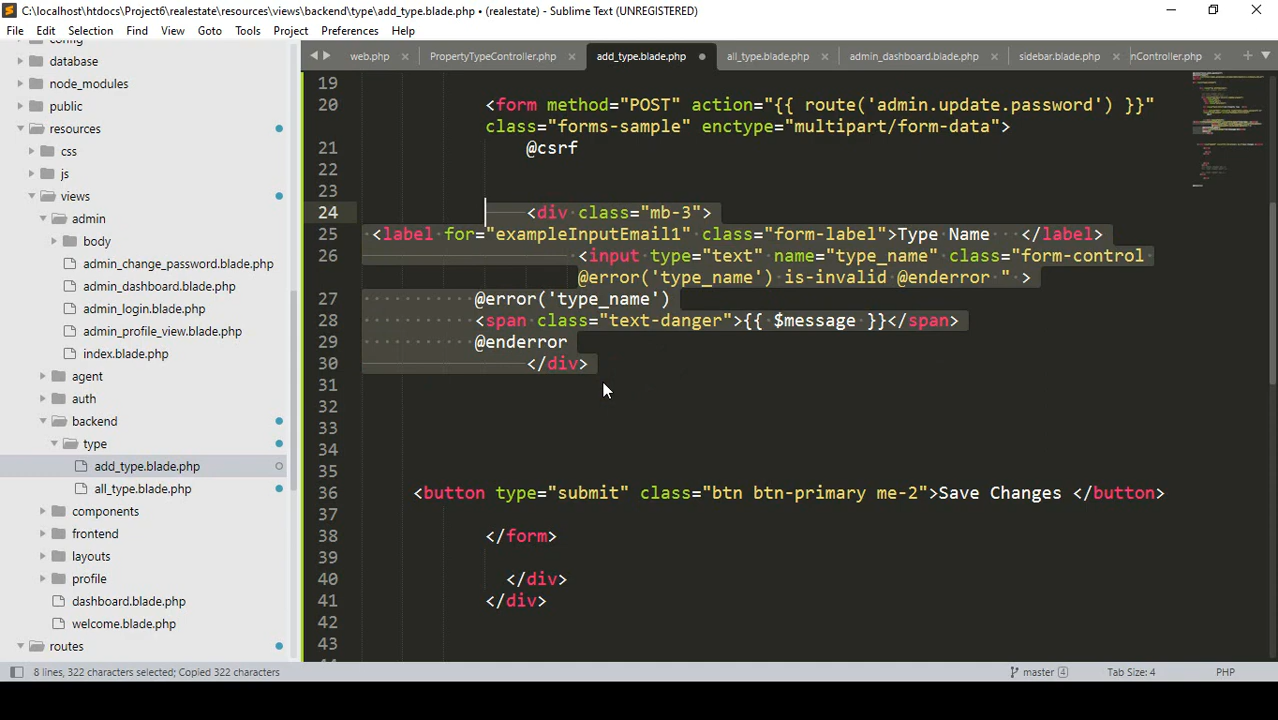 C:\localhost\htdocs\Project6\realestate\resources\views\backend\type\add_type.blade.php • (realestate) - Sublime Text (UNREGISTERED)
File Edit Selection Find View Goto Tools Project Preferences Help
web.php PropertyTypeController.php add_type.blade.php all_type.blade.php admin_dashboard.php sidebar.blade.php nController.php
config
database
node_modules
public
resources
css
js
views
admin
body
admin_change_password.blade.php
admin_dashboard.blade.php
admin_login.blade.php
admin_profile_view.blade.php
index.blade.php
agent
auth
backend
type
add_type.blade.php
all_type.blade.php
components
frontend
layouts
profile
dashboard.blade.php
welcome.blade.php
routes
19
20 <form method="POST" action="{{ route('admin.update.password') }}"
class="forms-sample" enctype="multipart/form-data">
21 @csrf
22
23
24 <div class="mb-3">
25 <label for="exampleInputEmail1" class="form-label">Type Name </label>
26 <input type="text" name="type_name" class="form-control
@error('type_name') is-invalid @enderror " >
27 @error('type_name')
28 <span class="text-danger">{{ $message }}</span>
29 @enderror
30 </div>
31
32
33
34
35
36 <button type="submit" class="btn btn-primary me-2">Save Changes </button>
37
38 </form>
39
40 </div>
41 </div>
42
43
8 lines, 322 characters selected; Copied 322 characters master 4 Tab Size: 4 PHP